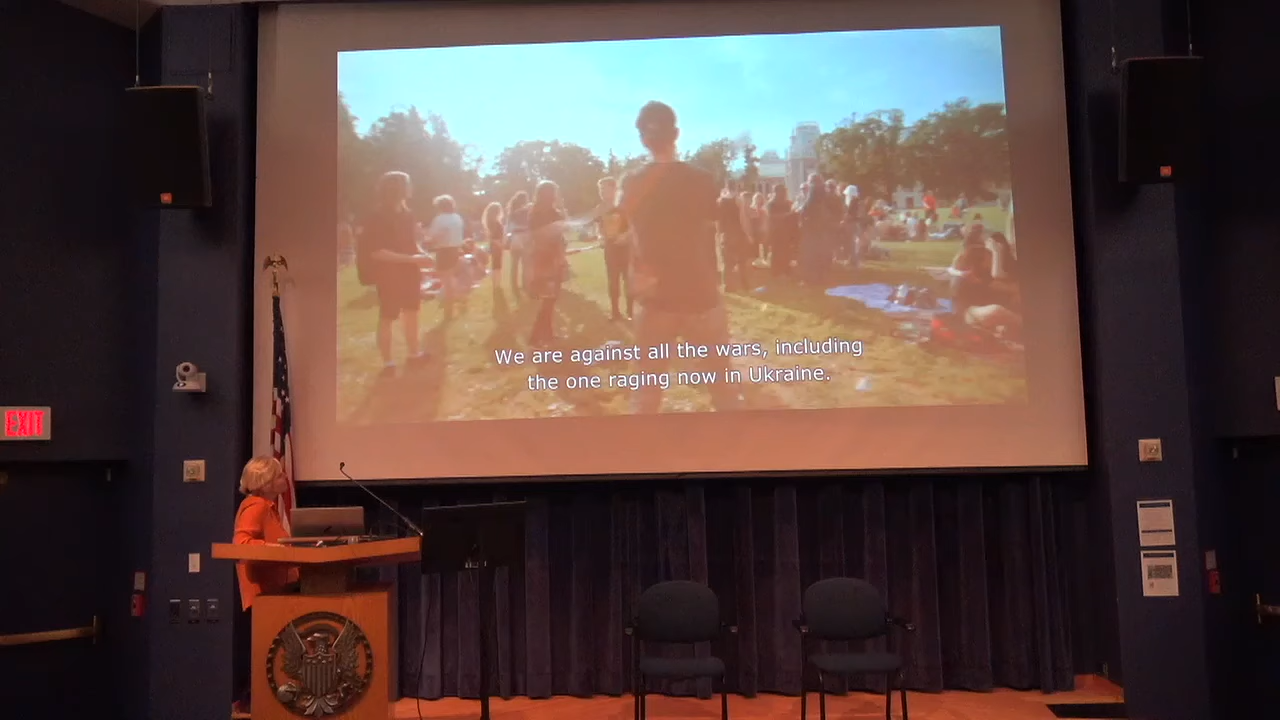 We are against all the wars, including
the one raging now in Ukraine.
EXIT